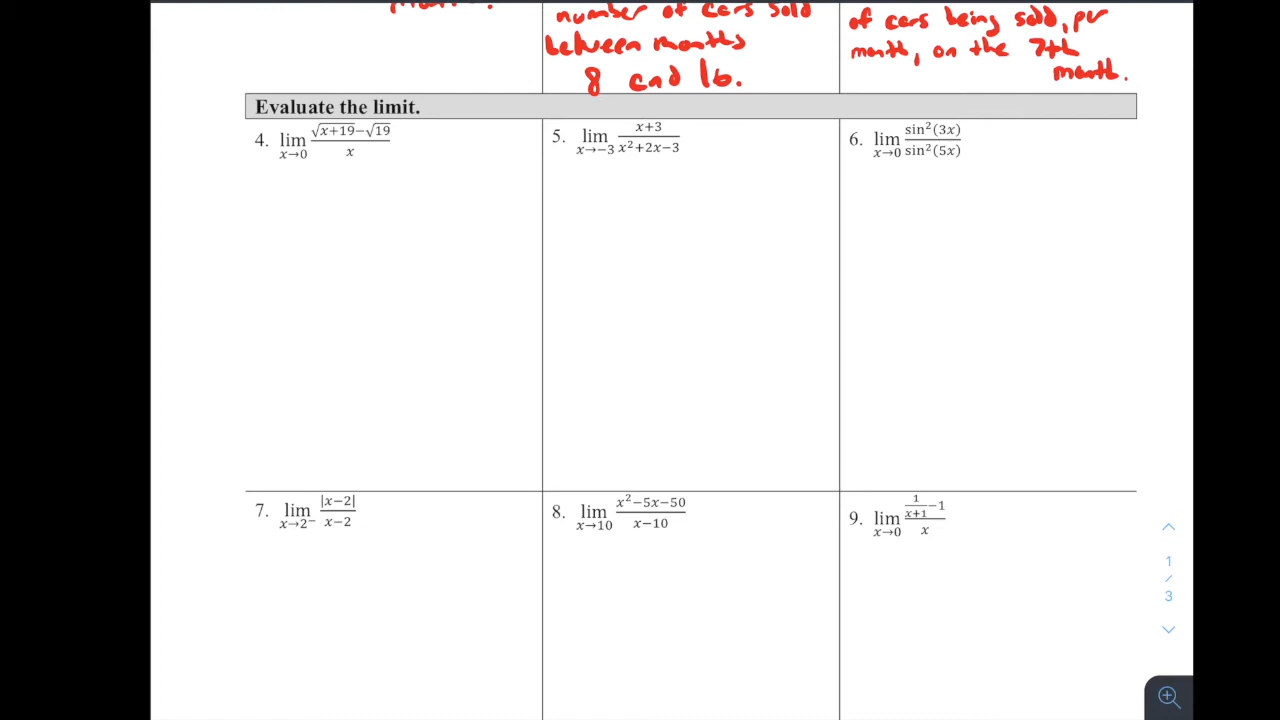 number of cars sold
between months
8 and 16.
of cars being sold, per
month, on the 7th
month.
Evaluate the limit.
4. lim x→0 (√(x+19)−√19)/x
5. lim x→−3 (x+3)/(x²+2x−3)
6. lim x→0 sin²(3x)/sin²(5x)
7. lim x→2⁻ |x−2|/(x−2)
8. lim x→10 (x²−5x−50)/(x−10)
9. lim x→0 (1/(x+1)−1)/x
1
/
3